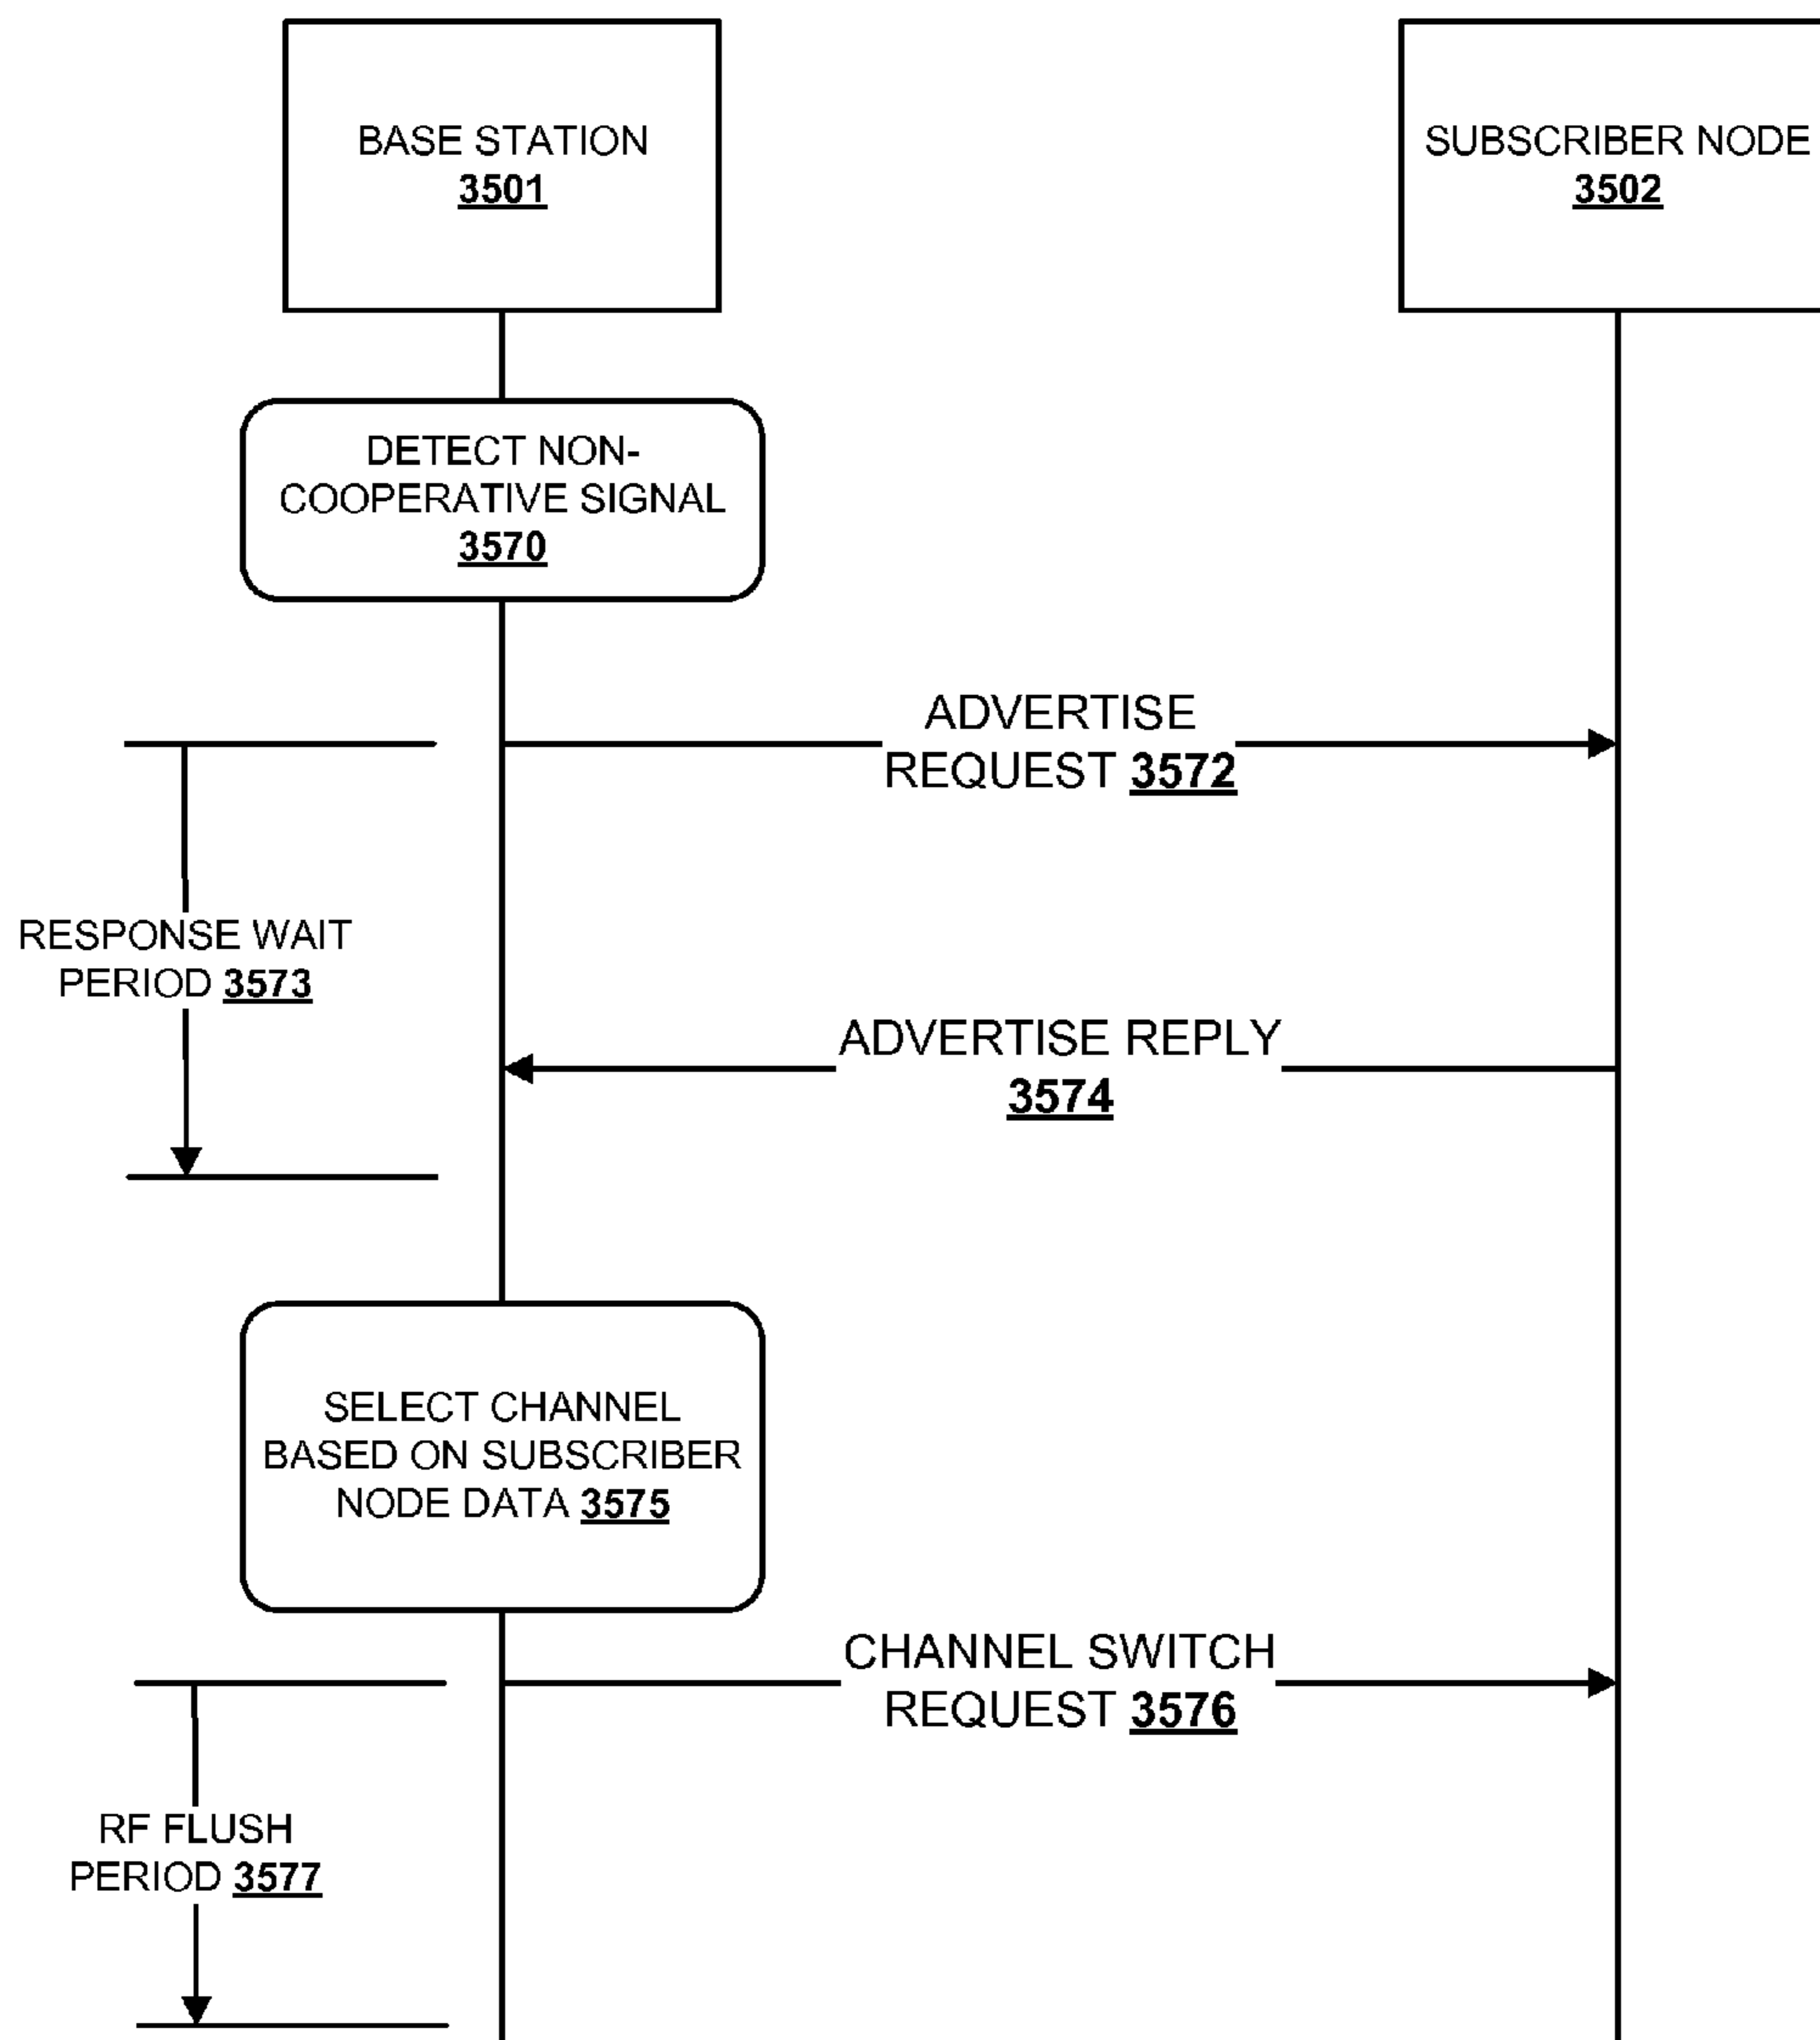 BASE STATION
3501
SUBSCRIBER NODE
3502
DETECT NON-
COOPERATIVE SIGNAL
3570
ADVERTISE
REQUEST 3572
RESPONSE WAIT
PERIOD 3573
ADVERTISE REPLY
3574
SELECT CHANNEL
BASED ON SUBSCRIBER
NODE DATA 3575
CHANNEL SWITCH
REQUEST 3576
RF FLUSH
PERIOD 3577